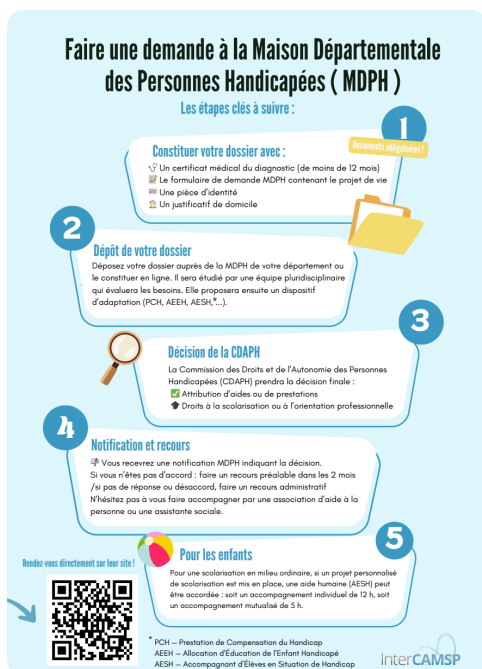 Faire une demande à la Maison Départementale
des Personnes Handicapées ( MDPH )
Les étapes clés à suivre :
1
Documents obligatoires !
Constituer votre dossier avec :
Un certificat médical du diagnostic (de moins de 12 mois)
Le formulaire de demande MDPH contenant le projet de vie
Une pièce d'identité
Un justificatif de domicile
2
Dépôt de votre dossier
Déposez votre dossier auprès de la MDPH de votre département ou
le constituer en ligne. Il sera étudié par une équipe pluridisciplinaire
qui évaluera les besoins. Elle proposera ensuite un dispositif
d'adaptation (PCH, AEEH, AESH,*...).
3
Décision de la CDAPH
La Commission des Droits et de l'Autonomie des Personnes
Handicapées (CDAPH) prendra la décision finale :
✅ Attribution d'aides ou de prestations
🎓 Droits à la scolarisation ou à l'orientation professionnelle
4
Notification et recours
Vous recevrez une notification MDPH indiquant la décision.
Si vous n'êtes pas d'accord : faire un recours préalable dans les 2 mois
/si pas de réponse ou désaccord, faire un recours administratif
N'hésitez pas à vous faire accompagner par une association d'aide à la
personne ou une assistante sociale.
5
Pour les enfants
Pour une scolarisation en milieu ordinaire, si un projet personnalisé
de scolarisation est mis en place, une aide humaine (AESH) peut
être accordée : soit un accompagnement individuel de 12 h, soit
un accompagnement mutualisé de 5 h.
Rendez-vous directement sur leur site !
* PCH — Prestation de Compensation du Handicap
AEEH — Allocation d'Éducation de l'Enfant Handicapé
AESH — Accompagnant d'Élèves en Situation de Handicap
InterCAMSP